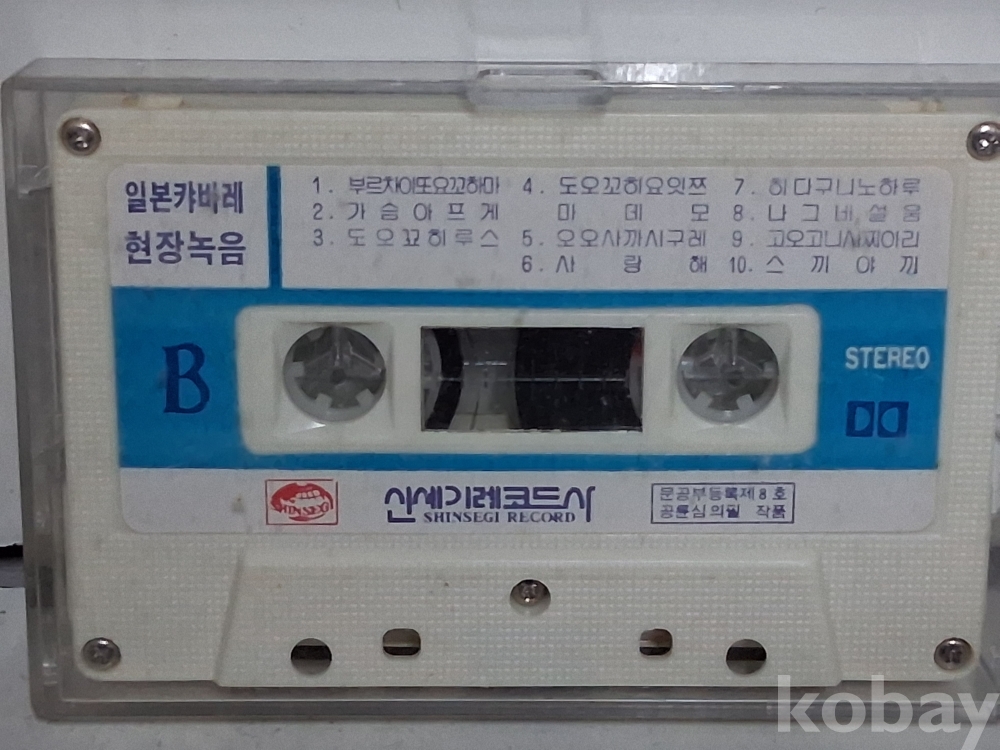 일본캬바레
현장녹음
1. 부르차이또요꼬하마
2. 가슴아프게
3. 도오꾜히루스
4. 도오꼬히요잇쯔
마데모
5. 오오사까시구레
6. 사랑해
7. 히다구니노하루
8. 나그네설움
9. 고오고니사찌아리
10. 스끼야끼
B
STEREO
SHINSEGI
신세기레코드사
SHINSEGI RECORD
문공부등록제8호
공륜심의필 작품
kobay